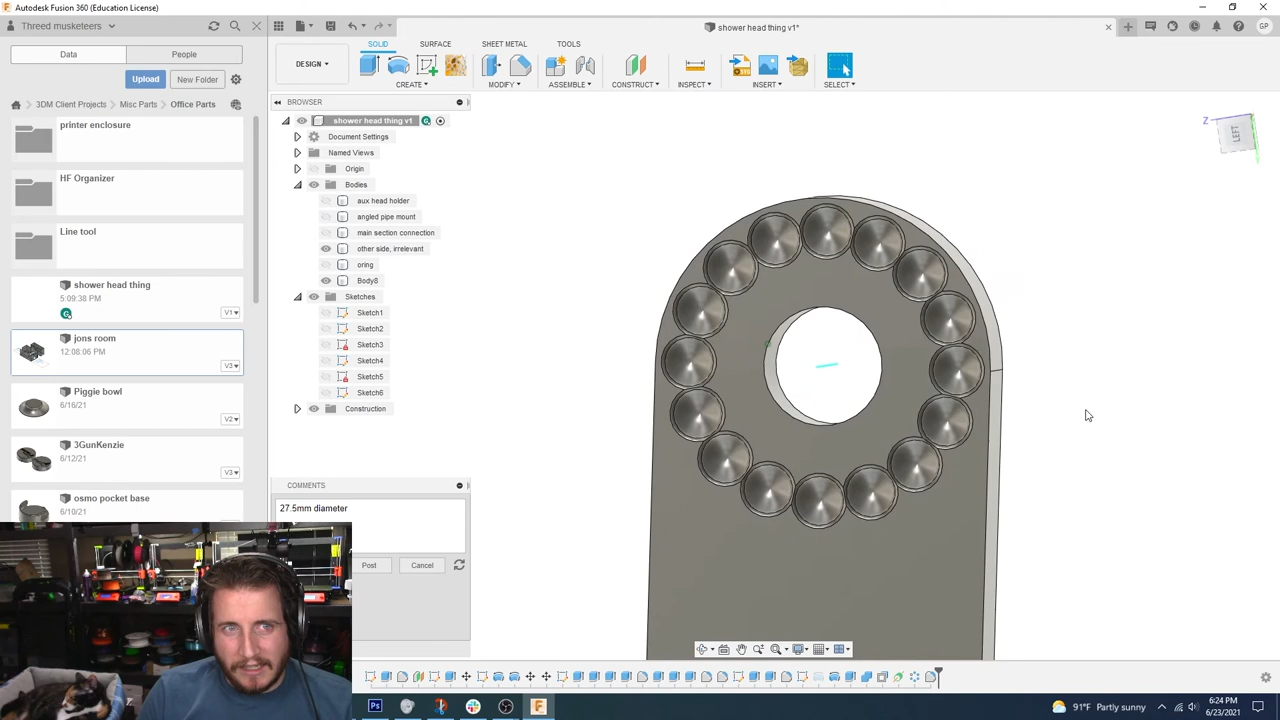 Autodesk Fusion 360 (Education License)
Threed musketeers
shower head thing v1*
GP
Data
People
Upload
New Folder
3DM Client Projects
Misc Parts
Office Parts
DESIGN
SOLID
SURFACE
SHEET METAL
TOOLS
CREATE
MODIFY
ASSEMBLE
CONSTRUCT
INSPECT
INSERT
SELECT
BROWSER
shower head thing v1
Document Settings
Named Views
Origin
Bodies
aux head holder
angled pipe mount
main section connection
other side, irrelevant
oring
Body8
Sketches
Sketch1
Sketch2
Sketch3
Sketch4
Sketch5
Sketch6
Construction
printer enclosure
HF Organizer
Line tool
shower head thing
5:09:38 PM
V1
jons room
12:08:06 PM
V3
Piggie bowl
6/16/21
V2
3GunKenzie
6/12/21
V3
osmo pocket base
6/10/21
Z
LEFT
COMMENTS
27.5mm diameter
Post
Cancel
91°F Partly sunny
6:24 PM
6/23/2021